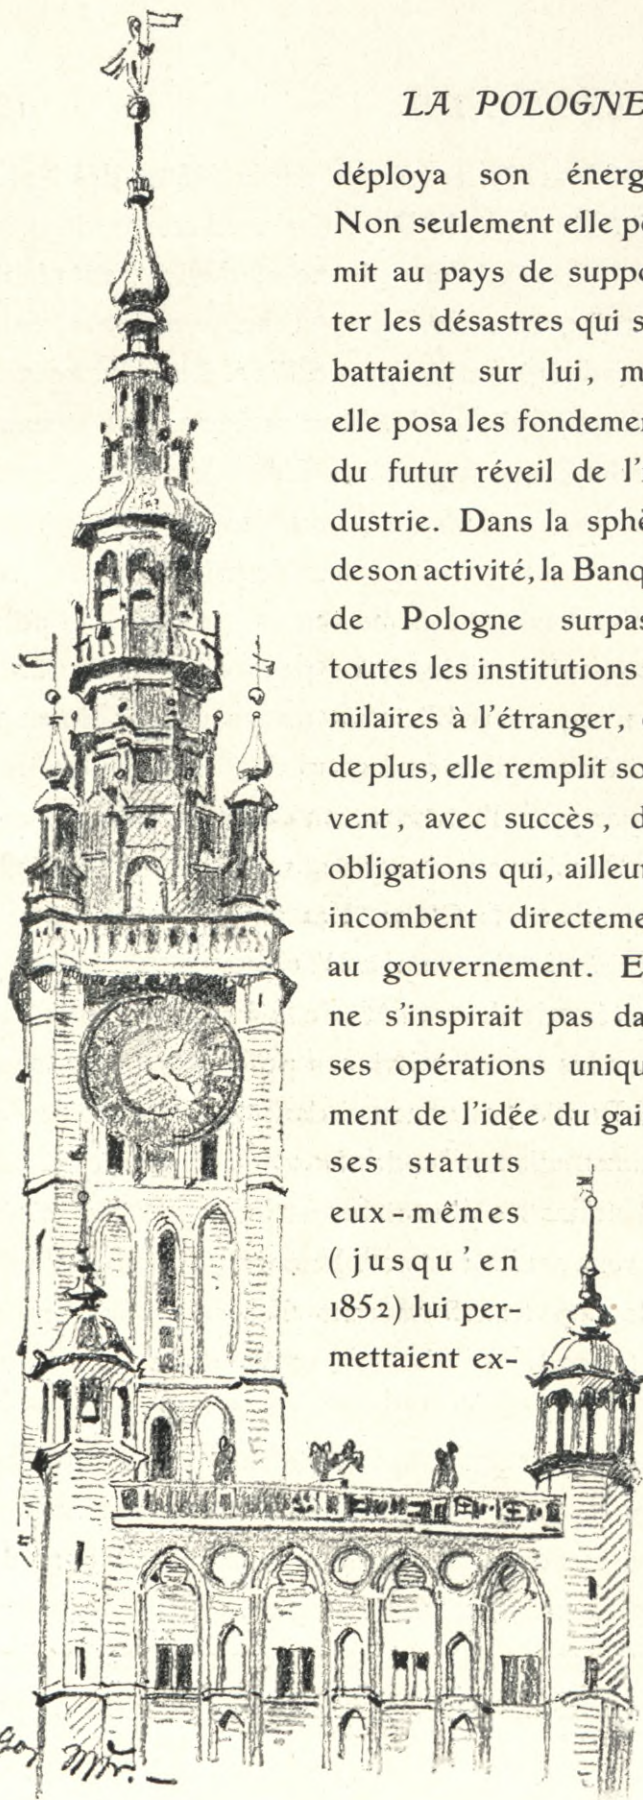 LA POLOGNE
déploya son énerg
Non seulement elle pe
mit au pays de suppo
ter les désastres qui s
battaient sur lui, m
elle posa les fondeme
du futur réveil de l'
dustrie. Dans la sphè
de son activité, la Banq
de Pologne surpas
toutes les institutions
milaires à l'étranger,
de plus, elle remplit so
vent, avec succès, d
obligations qui, ailleu
incombent directeme
au gouvernement. E
ne s'inspirait pas da
ses opérations uniqu
ment de l'idée du gai
ses statuts
eux-mêmes
(jusqu'en
1852) lui per-
mettaient ex-